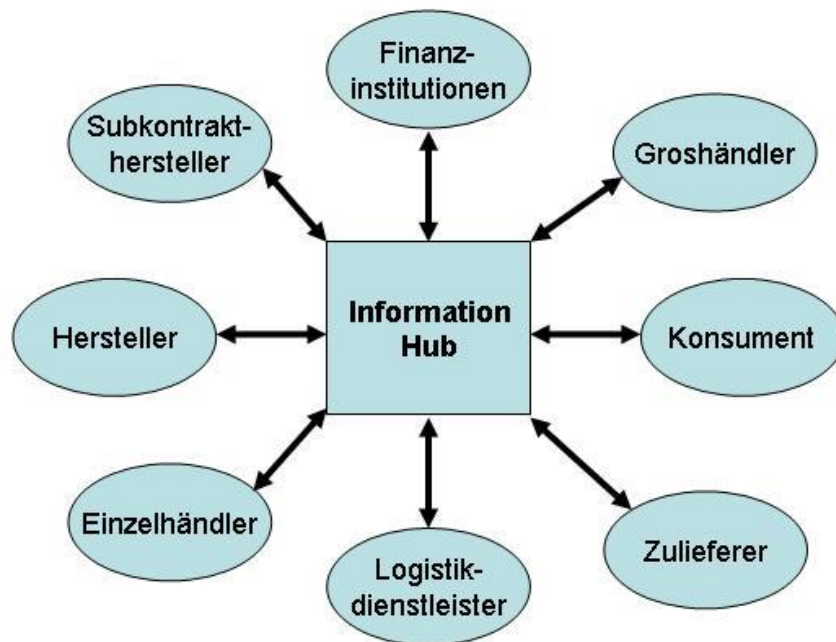 Finanz-
institutionen
Subkontrakt-
hersteller
Groshändler
Information
Hub
Hersteller
Konsument
Einzelhändler
Zulieferer
Logistik-
dienstleister